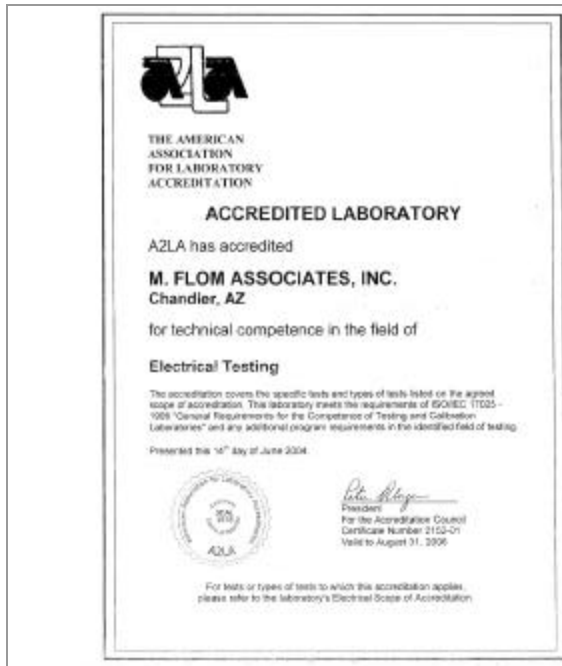 THE AMERICAN
ASSOCIATION
FOR LABORATORY
ACCREDITATION
ACCREDITED LABORATORY
A2LA has accredited
M. FLOM ASSOCIATES, INC.
Chandler, AZ
for technical competence in the field of
Electrical Testing
The accreditation covers the specific tests and types of tests listed on the agreed
scope of accreditation. This laboratory meets the requirements of ISO/IEC 17025 -
1999 "General Requirements for the Competence of Testing and Calibration
Laboratories" and any additional program requirements in the identified field of testing.
Presented this 14th day of June 2004.
President
For the Accreditation Council
Certificate Number 2152-01
Valid to August 31, 2006
SEAL
A2LA
For tests or types of tests to which this accreditation applies,
please refer to the laboratory's Electrical Scope of Accreditation